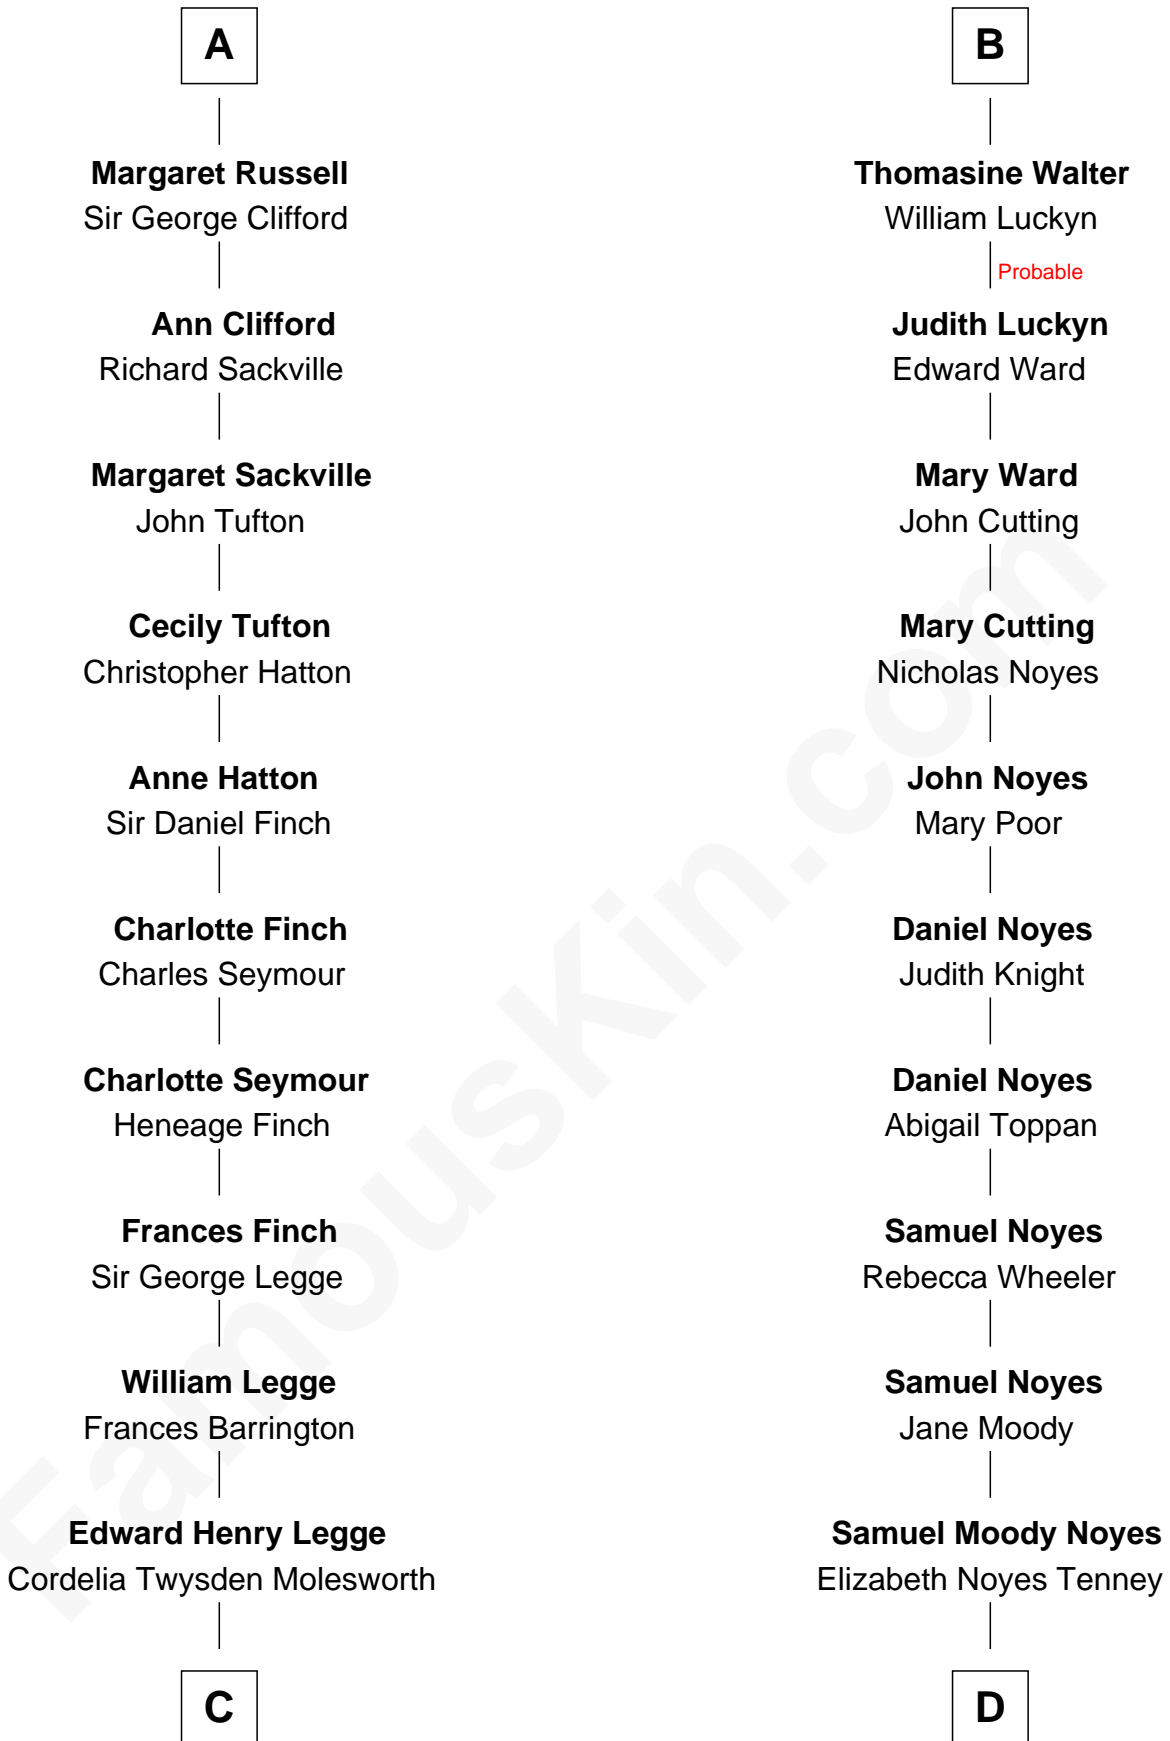 A
Margaret Russell
Sir George Clifford
Ann Clifford
Richard Sackville
Margaret Sackville
John Tufton
Cecily Tufton
Christopher Hatton
Anne Hatton
Sir Daniel Finch
Charlotte Finch
Charles Seymour
Charlotte Seymour
Heneage Finch
Frances Finch
Sir George Legge
William Legge
Frances Barrington
Edward Henry Legge
Cordelia Twysden Molesworth
C
B
Thomasine Walter
William Luckyn
Probable
Judith Luckyn
Edward Ward
Mary Ward
John Cutting
Mary Cutting
Nicholas Noyes
John Noyes
Mary Poor
Daniel Noyes
Judith Knight
Daniel Noyes
Abigail Toppan
Samuel Noyes
Rebecca Wheeler
Samuel Noyes
Jane Moody
Samuel Moody Noyes
Elizabeth Noyes Tenney
D
FamousKin.com